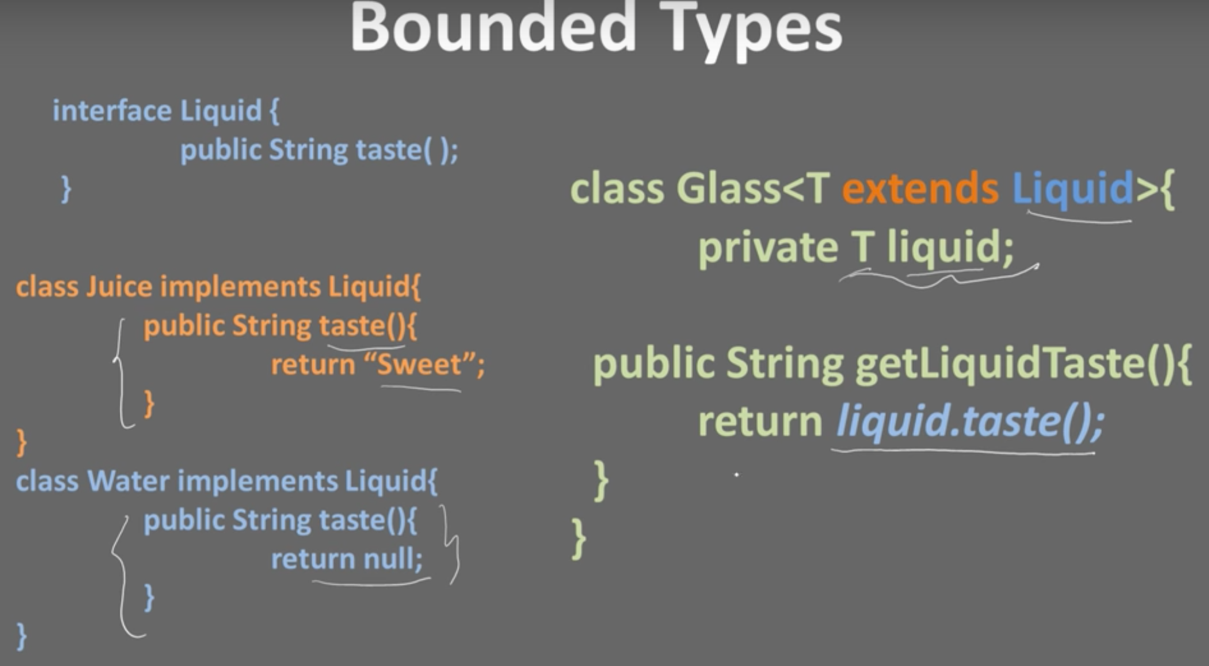 Bounded Types
interface Liquid {
public String taste( );
}
class Juice implements Liquid{
public String taste(){
return “Sweet”;
}
}
class Water implements Liquid{
public String taste(){
return null;
}
}
class Glass<T extends Liquid>{
private T liquid;
public String getLiquidTaste(){
return liquid.taste();
}
}